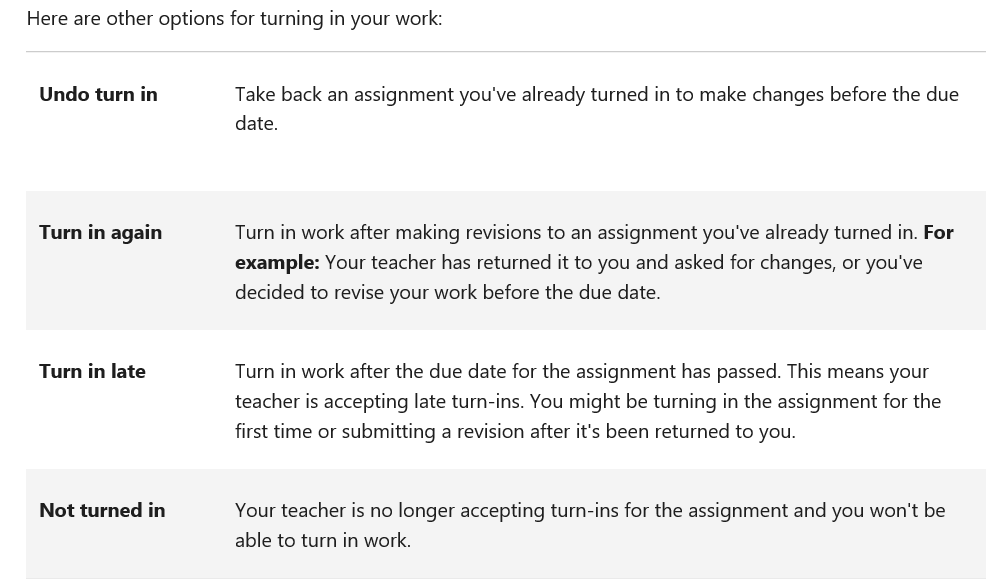 Here are other options for turning in your work:
Undo turn in
Take back an assignment you've already turned in to make changes before the due
date.
Turn in again
Turn in work after making revisions to an assignment you've already turned in. For
example: Your teacher has returned it to you and asked for changes, or you've
decided to revise your work before the due date.
Turn in late
Turn in work after the due date for the assignment has passed. This means your
teacher is accepting late turn-ins. You might be turning in the assignment for the
first time or submitting a revision after it's been returned to you.
Not turned in
Your teacher is no longer accepting turn-ins for the assignment and you won't be
able to turn in work.